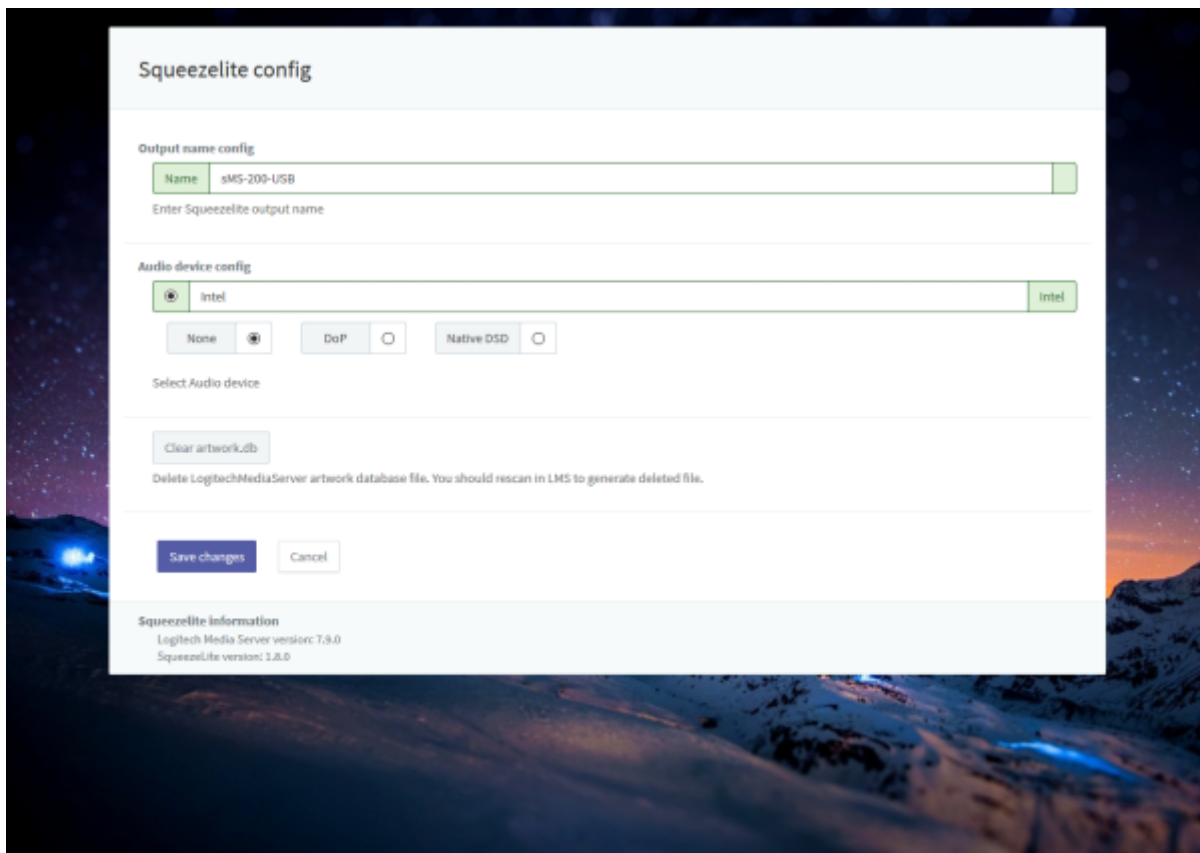 Squeezelite config
Output name config
Name sMS-200-USB
Enter Squeezelite output name
Audio device config
Intel Intel
None DoP Native DSD
Select Audio device
Clear artwork.db
Delete LogitechMediaServer artwork database file. You should rescan in LMS to generate deleted file.
Save changes Cancel
Squeezelite information
Logitech Media Server version: 7.9.0
SqueezeLite version: 1.8.0